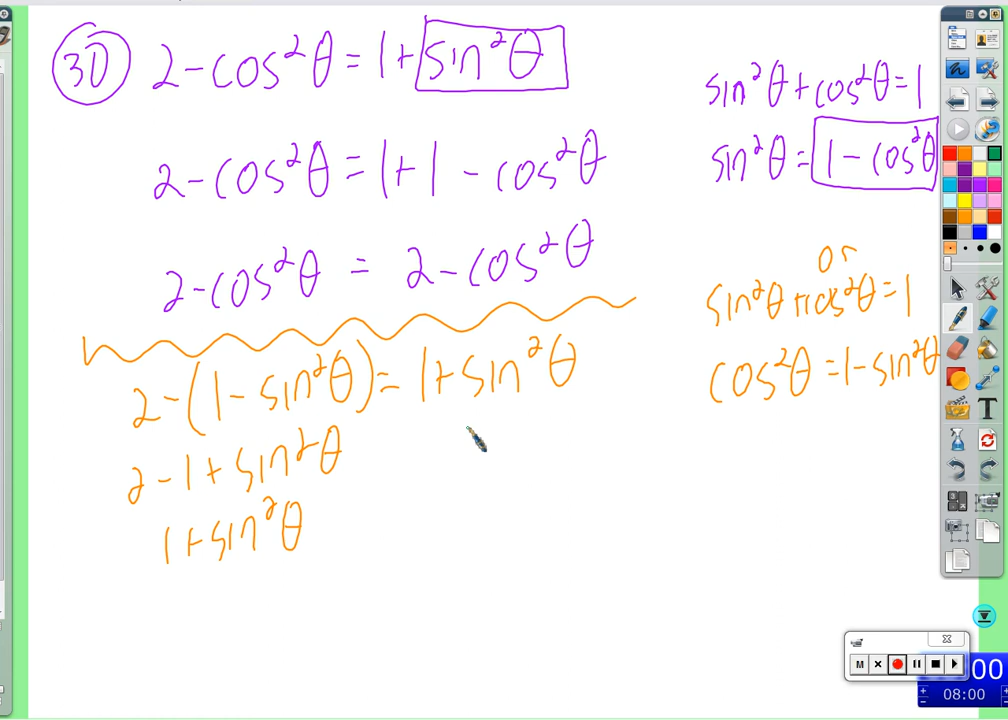 30 2-cos²θ = 1+sin²θ
2-cos²θ = 1+1 - cos²θ
2-cos²θ = 2-cos²θ
sin²θ+cos²θ=1
sin²θ = 1-cos²θ
or
sin²θ+cos²θ=1
cos²θ=1-sin²θ
2-(1-sin²θ)= 1+sin²θ
2-1+sin²θ
1+sin²θ
T
M
:00
08:00